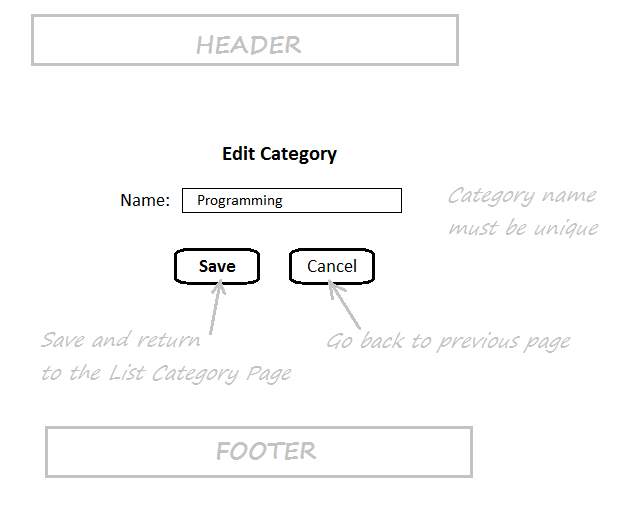 HEADER
Edit Category
Name: Programming
Category name
must be unique
Save Cancel
Save and return
to the List Category Page
Go back to previous page
FOOTER